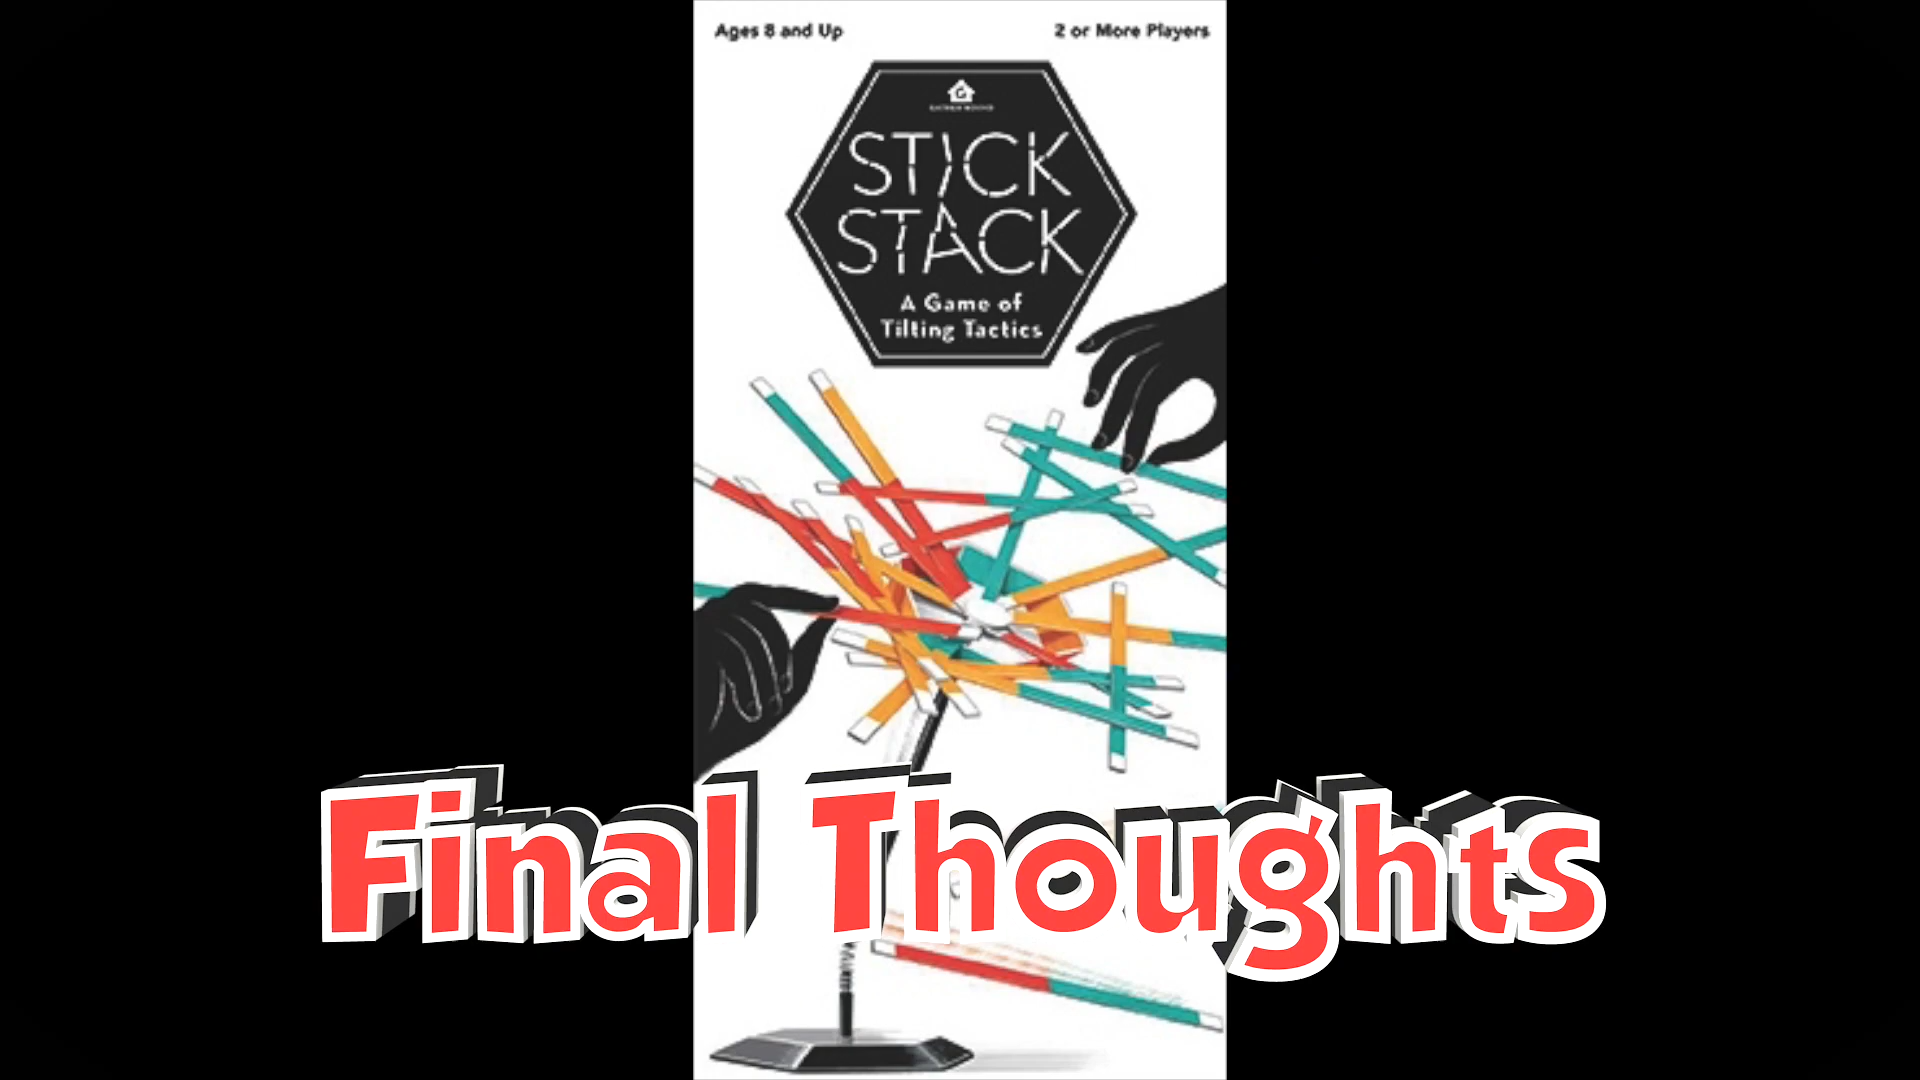 Ages 8 and Up
2 or More Players
STICK
STACK
A Game of
Tilting Tactics
Final Thoughts